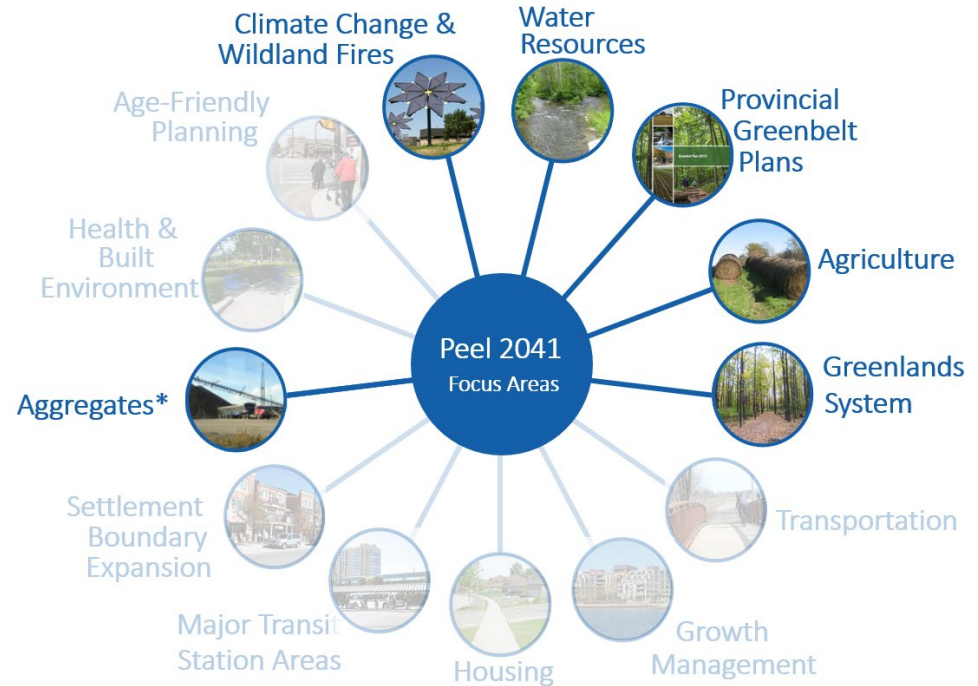 Climate Change &
Wildland Fires
Water
Resources
Provincial
Greenbelt
Plans
Agriculture
Greenlands
System
Transportation
Growth
Management
Housing
Major Transit
Station Areas
Settlement
Boundary
Expansion
Aggregates*
Health &
Built
Environment
Age-Friendly
Planning
Peel 2041
Focus Areas